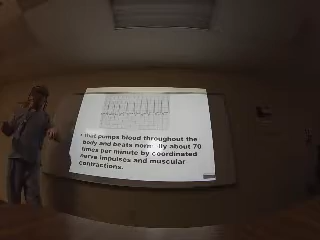 • that pumps blood throughout the
body and beats normally about 70
times per minute by coordinated
nerve impulses and muscular
contractions.